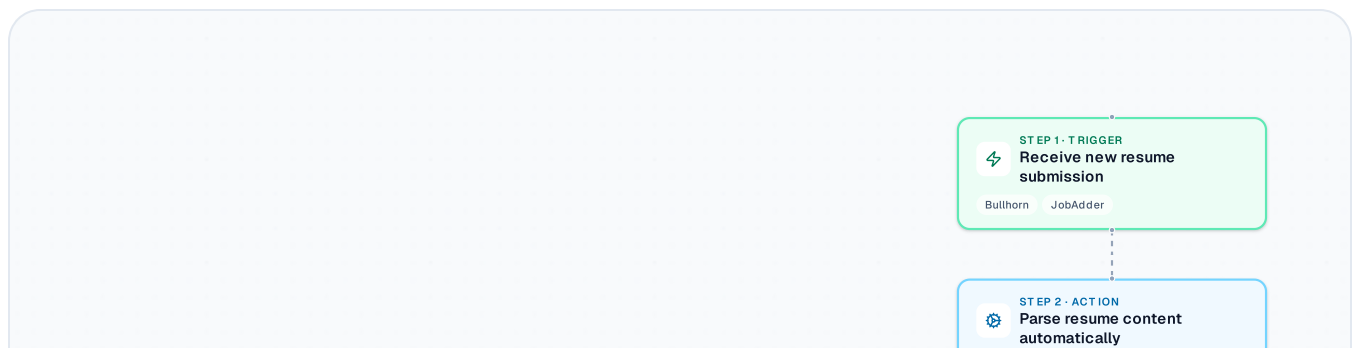 STEP 1 · TRIGGER
Receive new resume
submission
Bullhorn JobAdder
STEP 2 · ACTION
Parse resume content
automatically